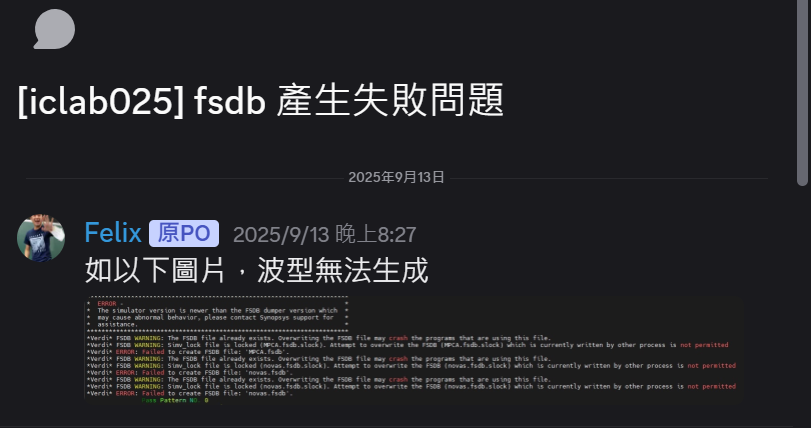 [iclab025] fsdb 產生失敗問題
2025年9月13日
Felix 原PO 2025/9/13 晚上8:27
如以下圖片，波型無法生成
* ERROR - *
* The simulator version is newer than the FSDB dumper version which *
* may cause abnormal behavior, please contact Synopsys support for *
* assistance. *
*Verdi* FSDB WARNING: The FSDB file already exists. Overwriting the FSDB file may crash the programs that are using this file.
*Verdi* FSDB WARNING: Simv_lock file is locked (MPCA.fsdb.slock). Attempt to overwrite the FSDB (MPCA.fsdb.slock) which is currently written by other process is not permitted
*Verdi* ERROR: Failed to create FSDB file: 'MPCA.fsdb'.
*Verdi* FSDB WARNING: The FSDB file already exists. Overwriting the FSDB file may crash the programs that are using this file.
*Verdi* FSDB WARNING: Simv_lock file is locked (novas.fsdb.slock). Attempt to overwrite the FSDB (novas.fsdb.slock) which is currently written by other process is not permitted
*Verdi* ERROR: Failed to create FSDB file: 'novas.fsdb'.
*Verdi* FSDB WARNING: The FSDB file already exists. Overwriting the FSDB file may crash the programs that are using this file.
*Verdi* FSDB WARNING: Simv_lock file is locked (novas.fsdb.slock). Attempt to overwrite the FSDB (novas.fsdb.slock) which is currently written by other process is not permitted
*Verdi* ERROR: Failed to create FSDB file: 'novas.fsdb'.
Pattern NO. 0